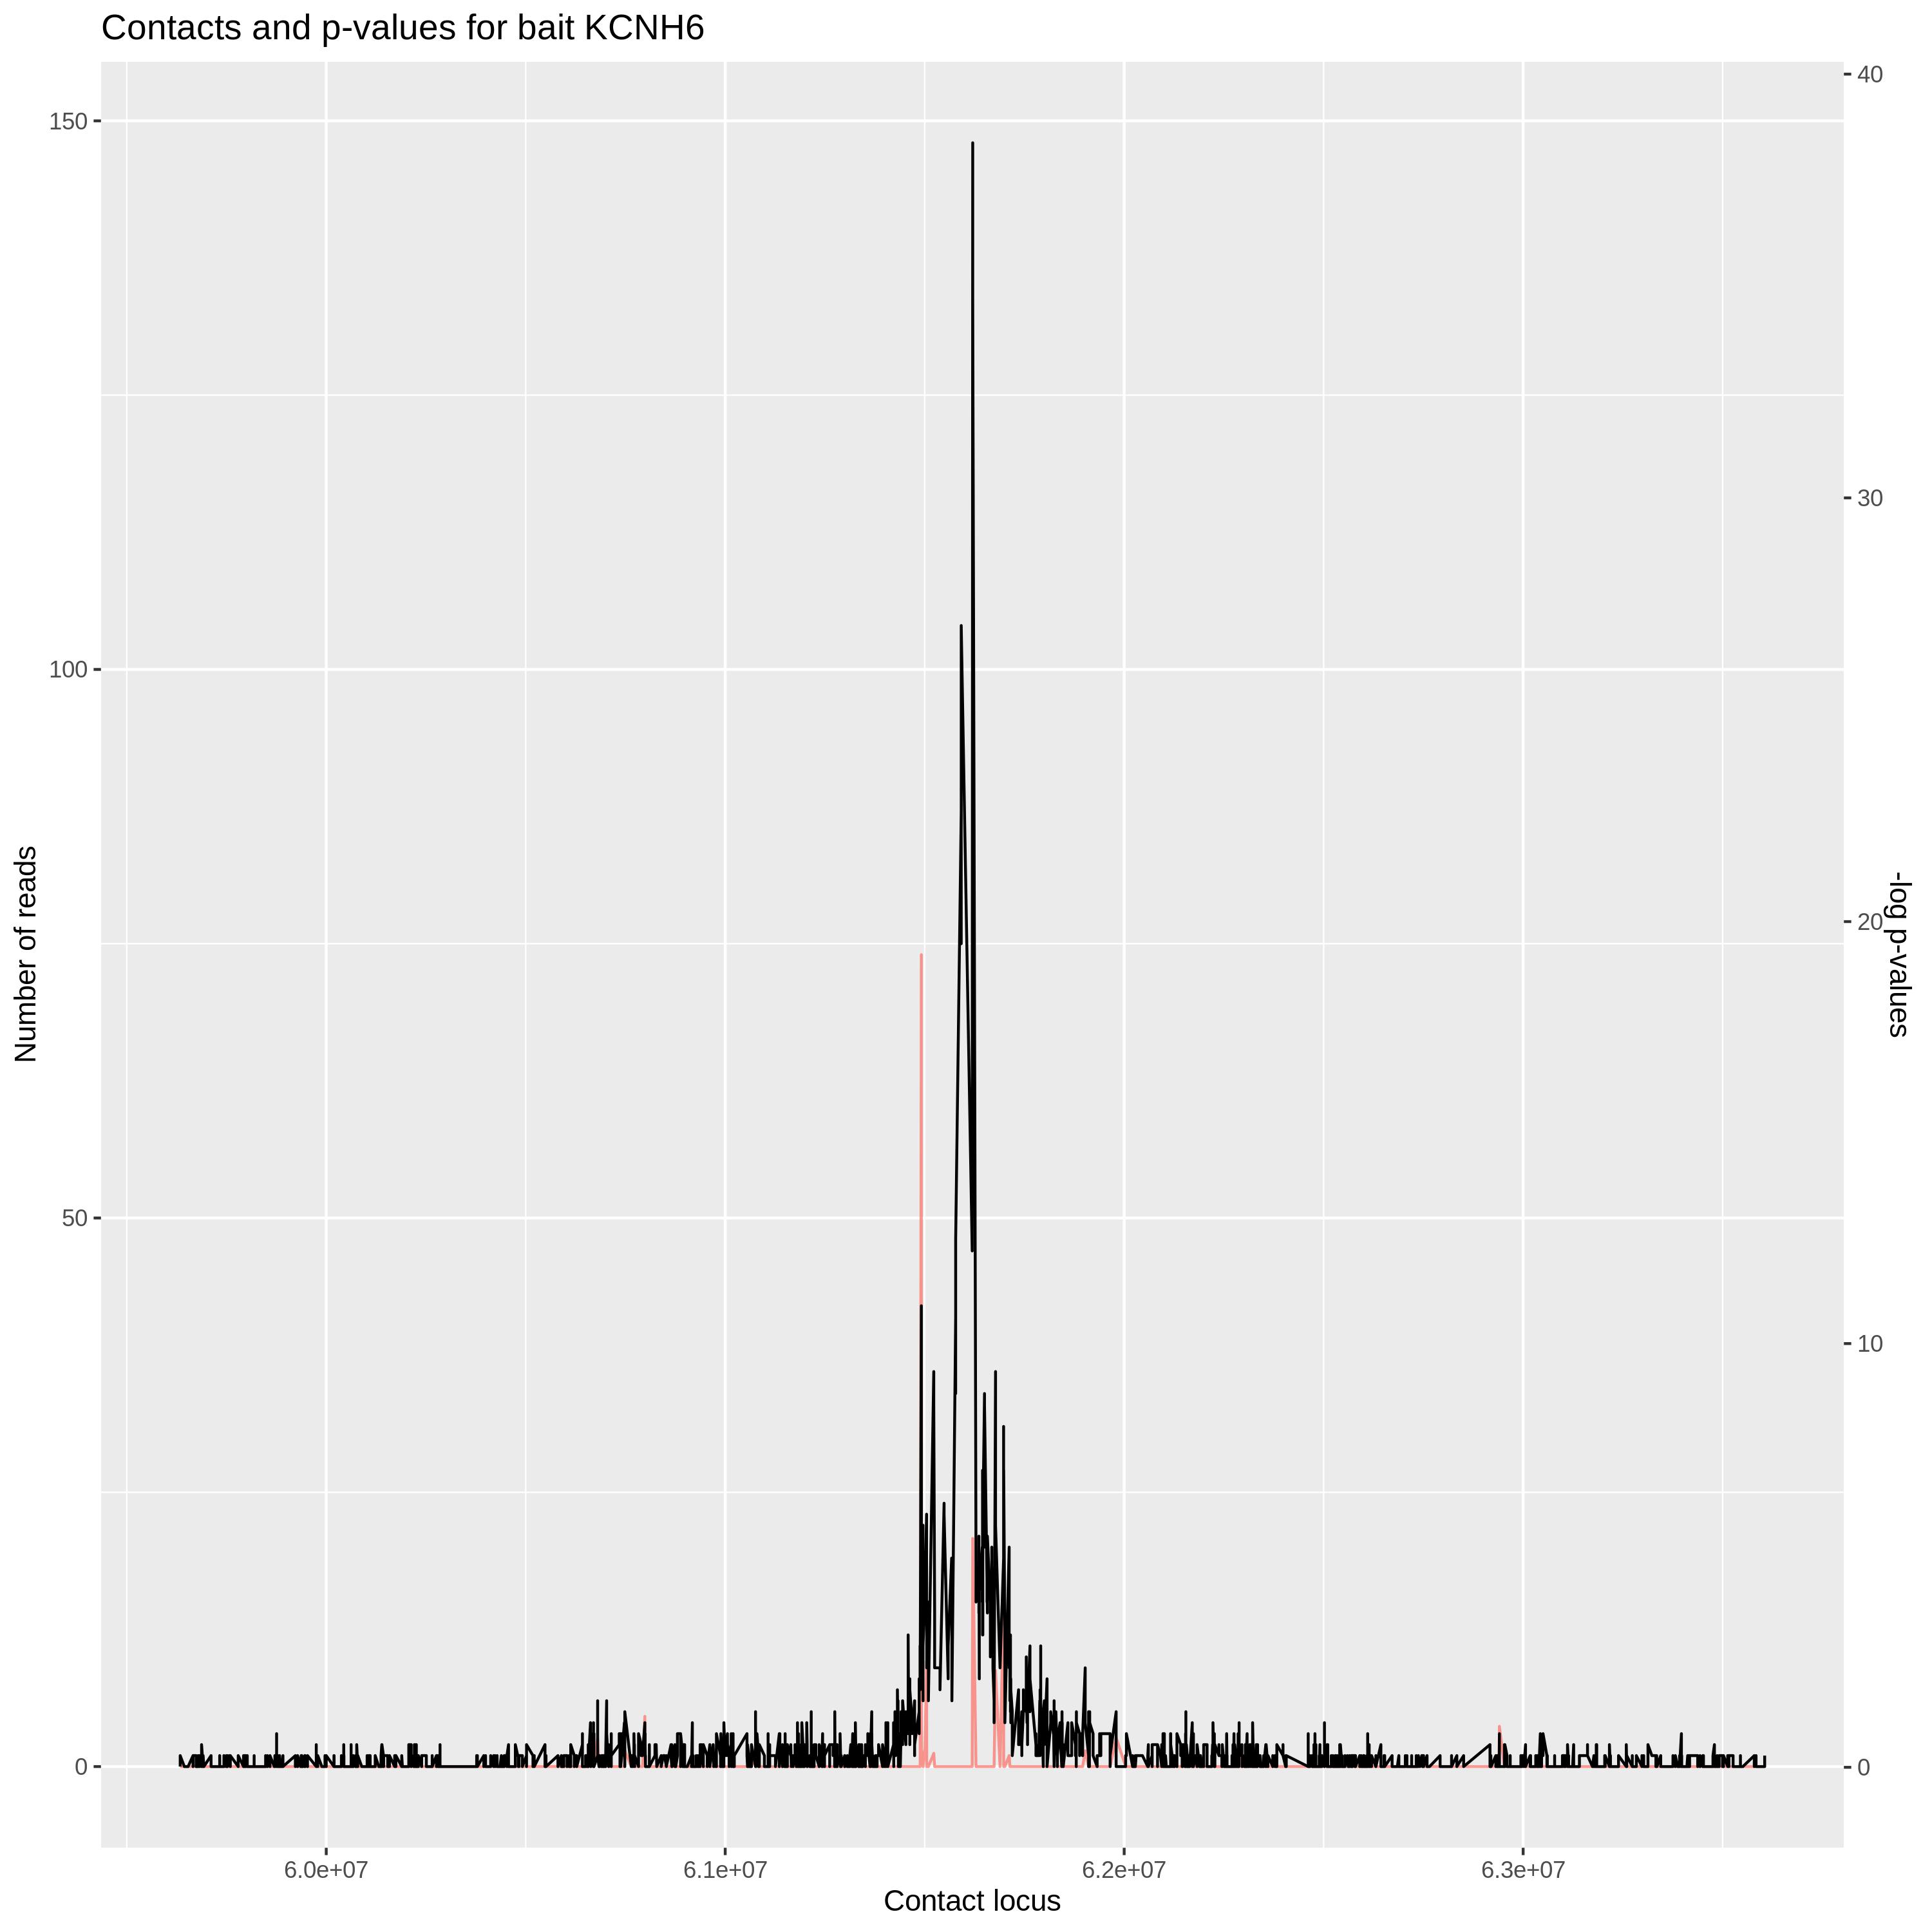 Contacts and p-values for bait KCNH6
Number of reads
150
100
50
0
40
30
20
10
0
-log p-values
6.0e+07
6.1e+07
6.2e+07
6.3e+07
Contact locus